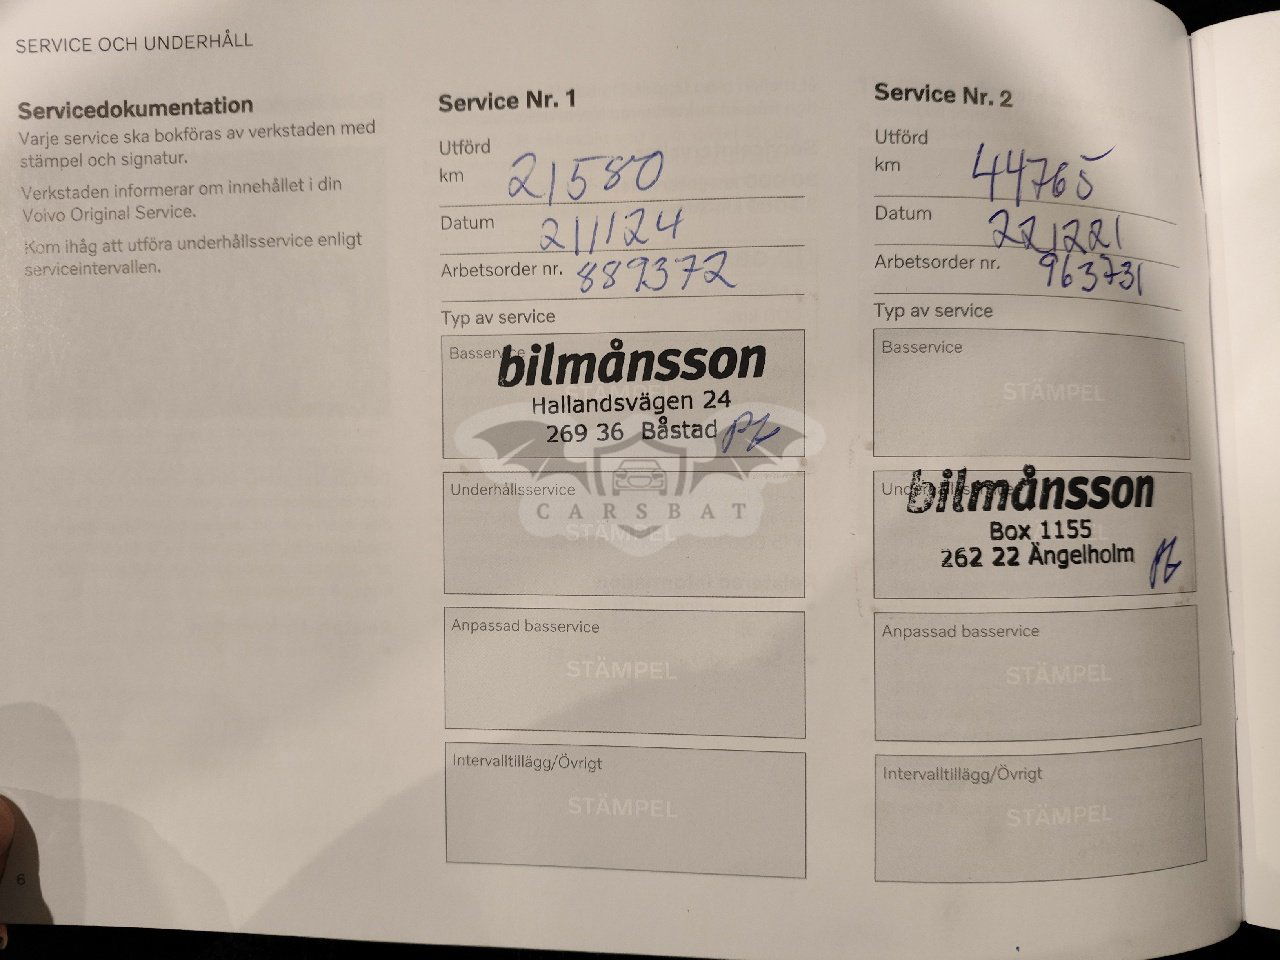 SERVICE OCH UNDERHÅLL
Servicedokumentation
Varje service ska bokföras av verkstaden med
stämpel och signatur.
Verkstaden informerar om innehållet i din
Volvo Original Service.
Kom ihåg att utföra underhållsservice enligt
serviceintervallen.
6
Service Nr. 1
Utförd
km 21580
Datum 211124
Arbetsorder nr. 889372
Typ av service
Basservice
bilmånsson
Hallandsvägen 24
269 36 Båstad
Underhållsservice
STÄMPEL
CARSBAT
Anpassad basservice
STÄMPEL
Intervalltillägg/Övrigt
STÄMPEL
Service Nr. 2
Utförd
km 44765
Datum 221221
Arbetsorder nr. 963731
Typ av service
Basservice
STÄMPEL
bilmånsson
Box 1155
262 22 Ängelholm
Anpassad basservice
STÄMPEL
Intervalltillägg/Övrigt
STÄMPEL